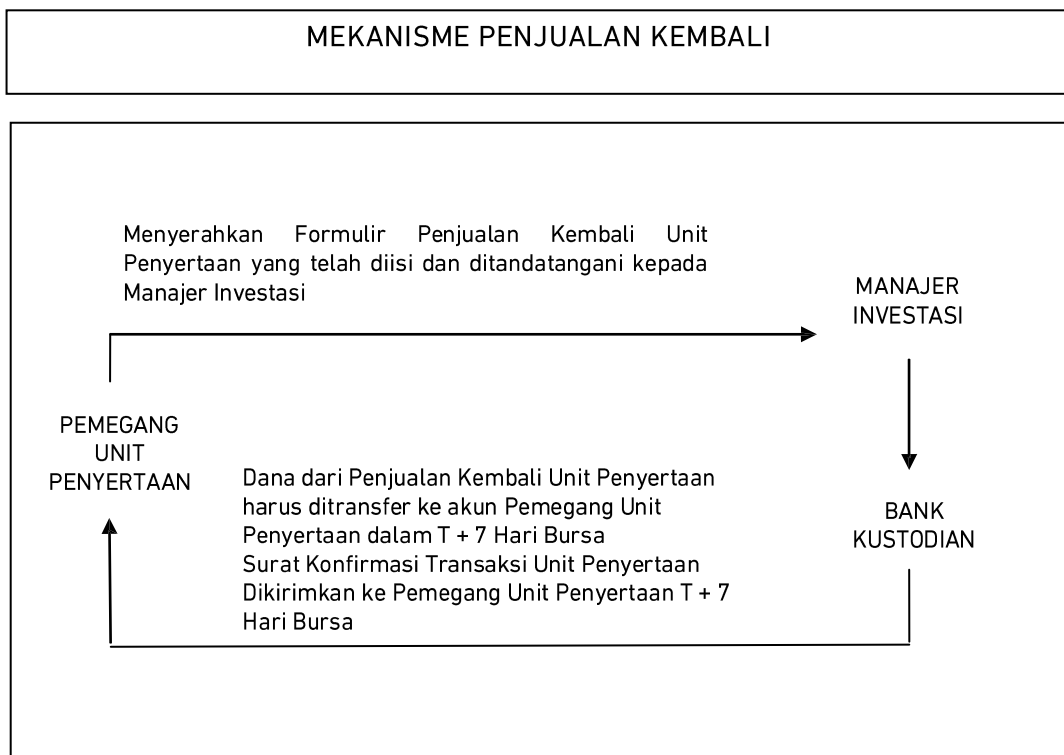 MEKANISME PENJUALAN KEMBALI
Menyerahkan Formulir Penjualan Kembali Unit
Penyertaan yang telah diisi dan ditandatangani kepada
Manajer Investasi
MANAJER
INVESTASI
PEMEGANG
UNIT
PENYERTAAN
Dana dari Penjualan Kembali Unit Penyertaan
harus ditransfer ke akun Pemegang Unit
Penyertaan dalam T + 7 Hari Bursa
Surat Konfirmasi Transaksi Unit Penyertaan
Dikirimkan ke Pemegang Unit Penyertaan T + 7
Hari Bursa
BANK
KUSTODIAN